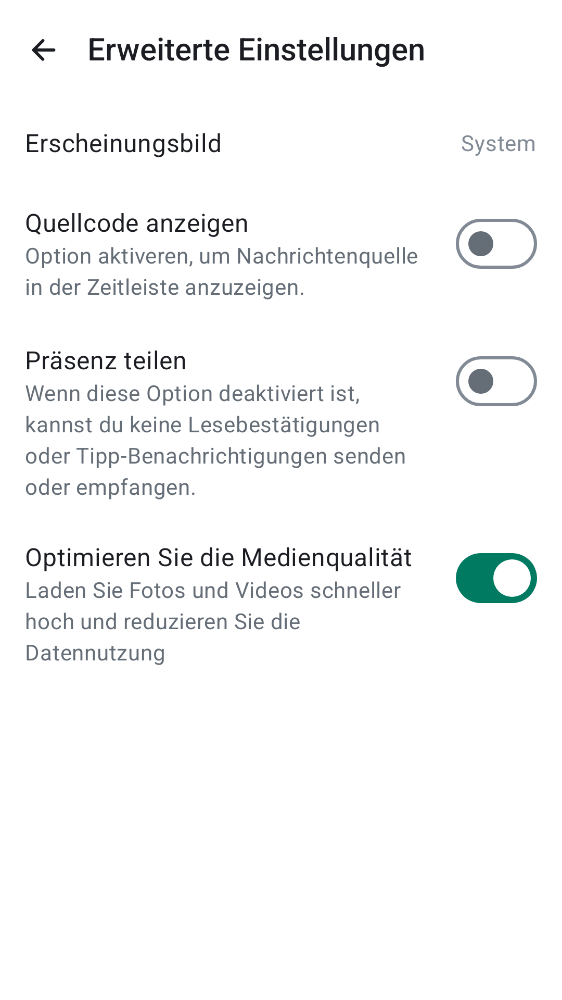 Erweiterte Einstellungen
Erscheinungsbild System
Quellcode anzeigen
Option aktiveren, um Nachrichtenquelle
in der Zeitleiste anzuzeigen.
Präsenz teilen
Wenn diese Option deaktiviert ist,
kannst du keine Lesebestätigungen
oder Tipp-Benachrichtigungen senden
oder empfangen.
Optimieren Sie die Medienqualität
Laden Sie Fotos und Videos schneller
hoch und reduzieren Sie die
Datennutzung